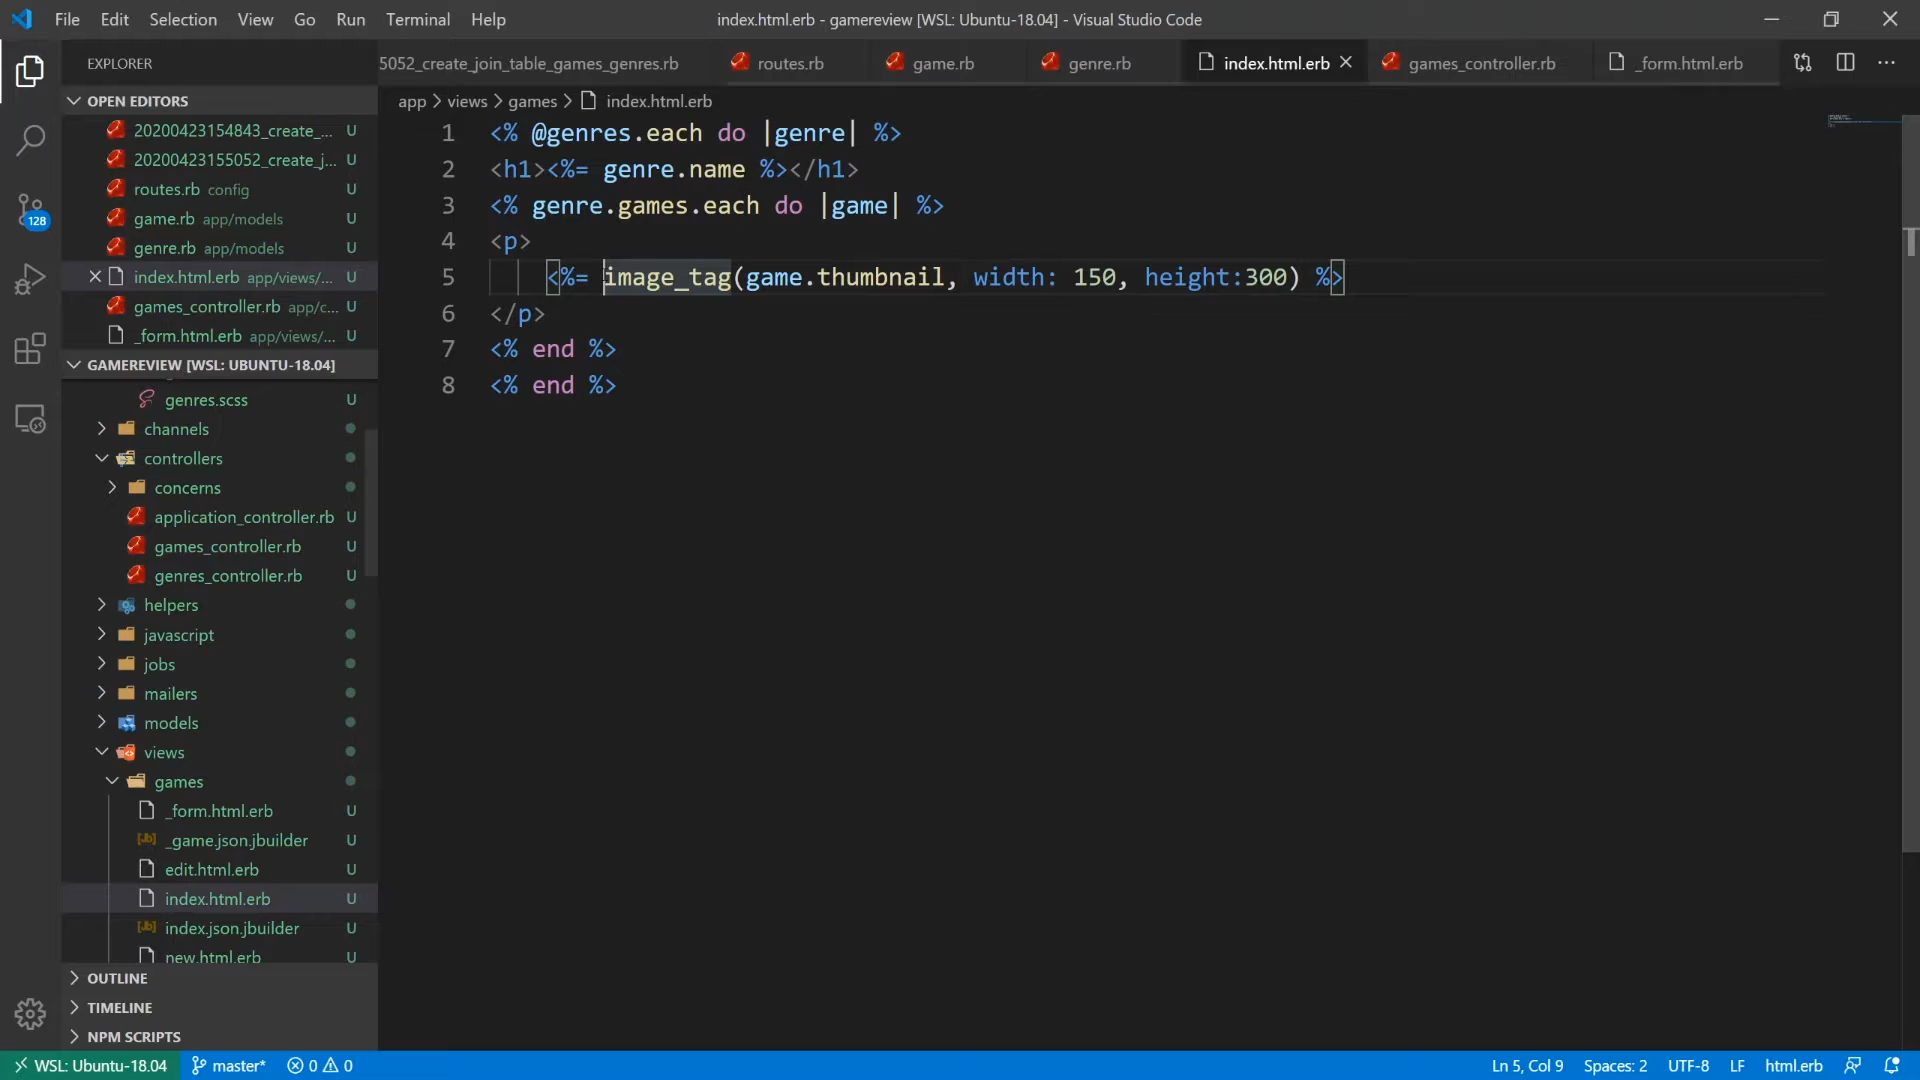 File Edit Selection View Go Run Terminal Help
index.html.erb - gamereview [WSL: Ubuntu-18.04] - Visual Studio Code
EXPLORER
5052_create_join_table_games_genres.rb routes.rb game.rb genre.rb index.html.erb games_controller.rb _form.html.erb
OPEN EDITORS
20200423154843_create_... U
20200423155052_create_j... U
routes.rb config U
game.rb app/models U
genre.rb app/models U
index.html.erb app/views/... U
games_controller.rb app/c... U
_form.html.erb app/views/... U
GAMEREVIEW [WSL: UBUNTU-18.04]
genres.scss U
channels
controllers
concerns
application_controller.rb U
games_controller.rb U
genres_controller.rb U
helpers
javascript
jobs
mailers
models
views
games
_form.html.erb U
_game.json.jbuilder U
edit.html.erb U
index.html.erb U
index.json.jbuilder U
new.html.erb U
OUTLINE
TIMELINE
NPM SCRIPTS
128
app > views > games > index.html.erb
1 <% @genres.each do |genre| %>
2 <h1><%= genre.name %></h1>
3 <% genre.games.each do |game| %>
4 <p>
5 <%= image_tag(game.thumbnail, width: 150, height:300) %>
6 </p>
7 <% end %>
8 <% end %>
WSL: Ubuntu-18.04 master* 0 0
Ln 5, Col 9 Spaces: 2 UTF-8 LF html.erb